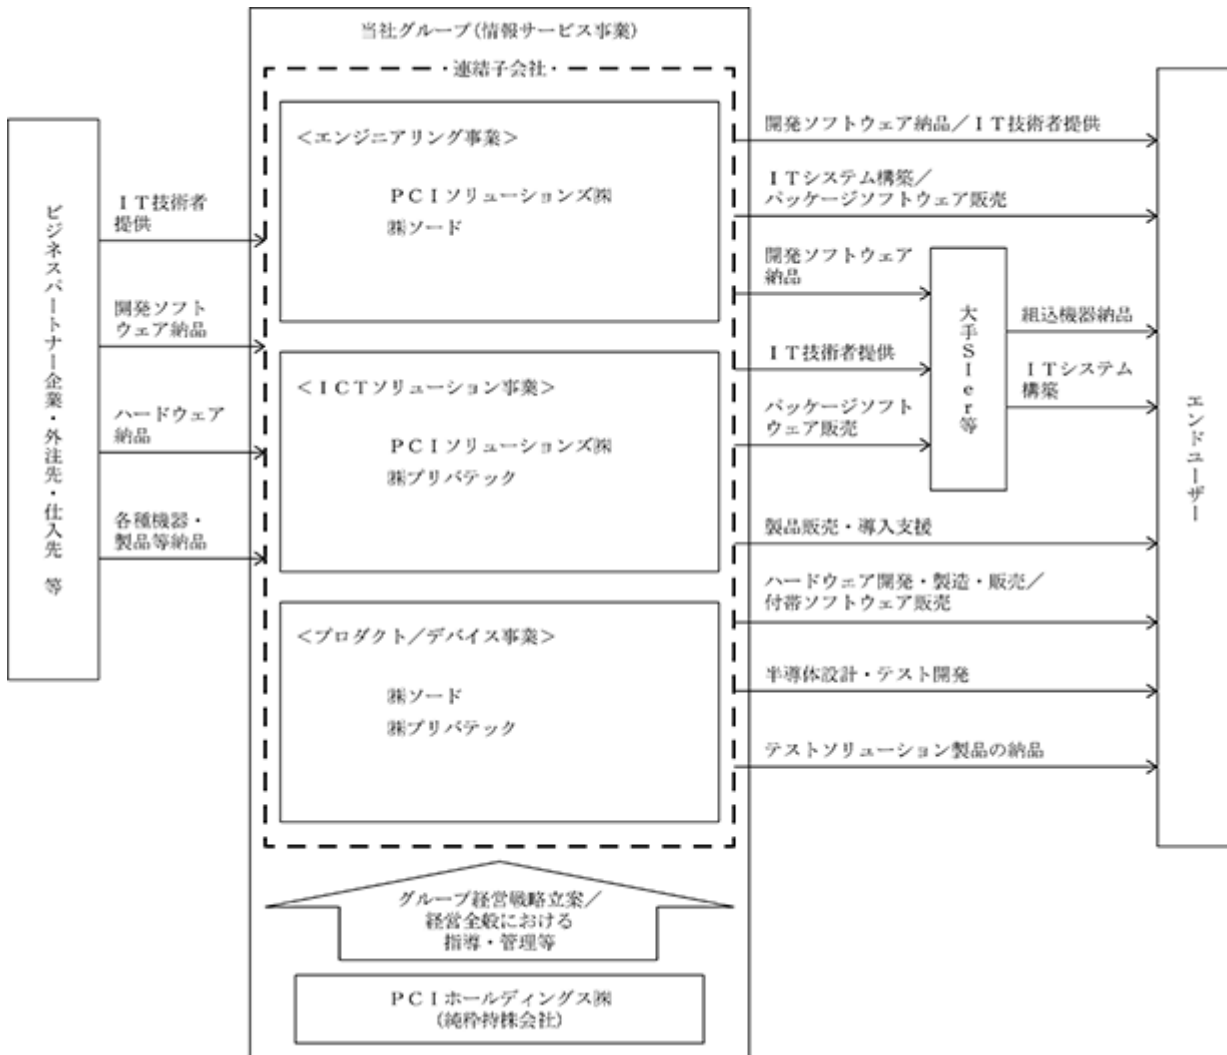 当社グループ(情報サービス事業)
・連結子会社・
ビジネスパートナー企業・外注先・仕入先　等
ＩＴ技術者
提供
開発ソフト
ウェア納品
ハードウェア
納品
各種機器・
製品等納品
＜エンジニアリング事業＞
ＰＣＩソリューションズ㈱
㈱ソード
＜ＩＣＴソリューション事業＞
ＰＣＩソリューションズ㈱
㈱プリバテック
＜プロダクト／デバイス事業＞
㈱ソード
㈱プリバテック
グループ経営戦略立案／
経営全般における
指導・管理等
ＰＣＩホールディングス㈱
(純粋持株会社)
開発ソフトウェア納品／ＩＴ技術者提供
ＩＴシステム構築／
パッケージソフトウェア販売
開発ソフトウェア
納品
ＩＴ技術者提供
パッケージソフト
ウェア販売
大手ＳＩｅｒ等
組込機器納品
ＩＴシステム
構築
製品販売・導入支援
ハードウェア開発・製造・販売／
付帯ソフトウェア販売
半導体設計・テスト開発
テストソリューション製品の納品
エンドユーザー